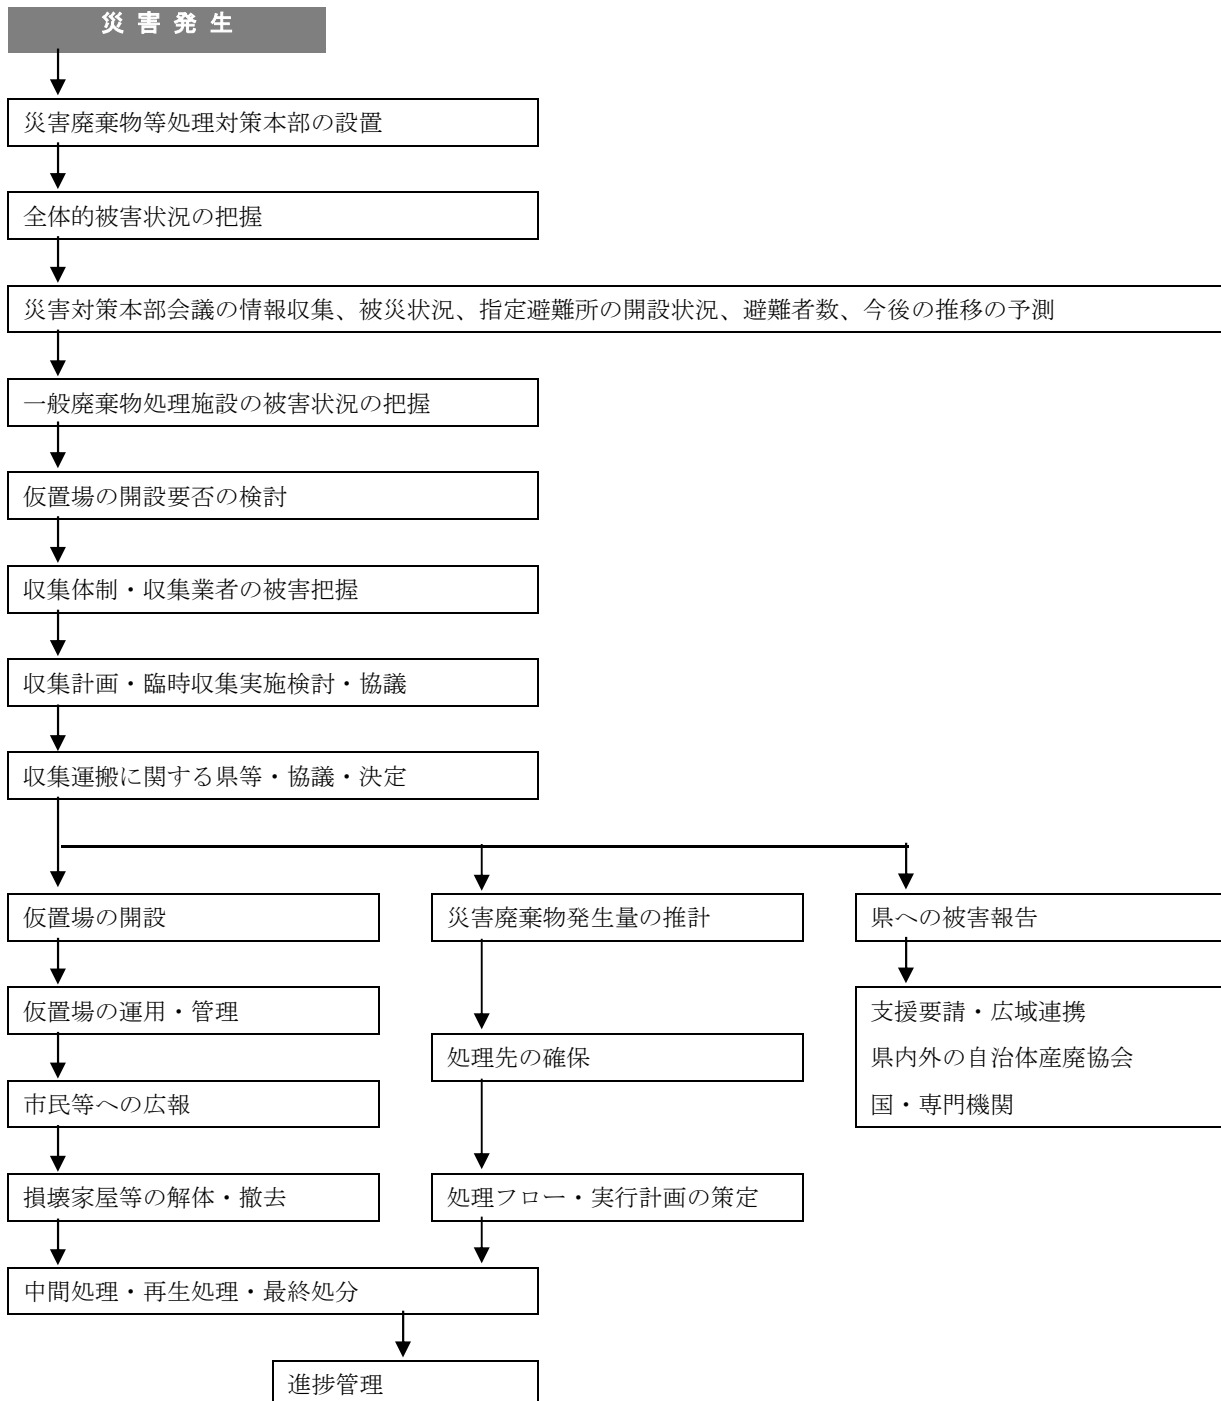 災害発生
災害廃棄物等処理対策本部の設置
全体的被害状況の把握
災害対策本部会議の情報収集、被災状況、指定避難所の開設状況、避難者数、今後の推移の予測
一般廃棄物処理施設の被害状況の把握
仮置場の開設要否の検討
収集体制・収集業者の被害把握
収集計画・臨時収集実施検討・協議
収集運搬に関する県等・協議・決定
仮置場の開設
仮置場の運用・管理
市民等への広報
損壊家屋等の解体・撤去
災害廃棄物発生量の推計
処理先の確保
処理フロー・実行計画の策定
県への被害報告
支援要請・広域連携
県内外の自治体産廃協会
国・専門機関
中間処理・再生処理・最終処分
進捗管理